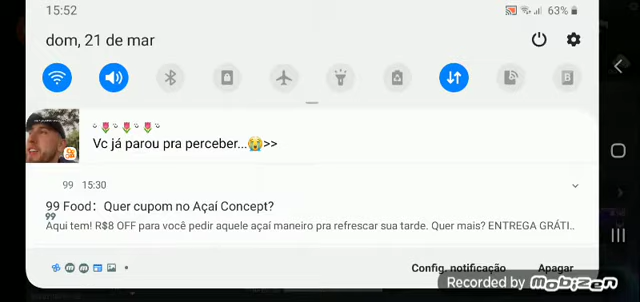 15:52
63%
dom, 21 de mar
Vc já parou pra perceber...😭>>
99 15:30
99 Food: Quer cupom no Açaí Concept?
99
Aqui tem! R$8 OFF para você pedir aquele açaí maneiro pra refrescar sua tarde. Quer mais? ENTREGA GRÁTI..
Config. notificação
Apagar
Recorded by mobizen